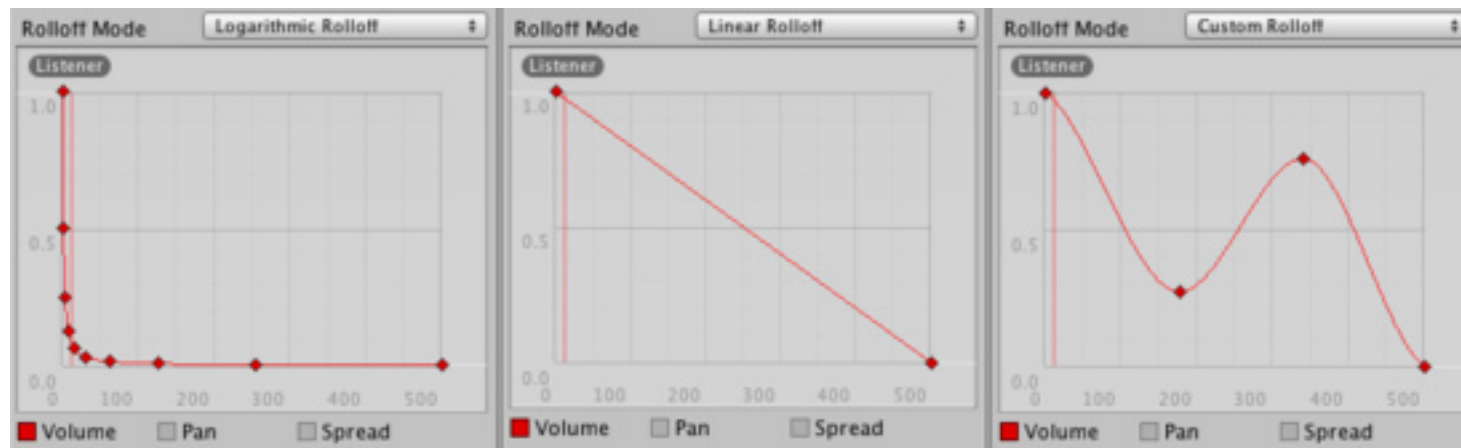 Rolloff Mode Logarithmic Rolloff
Listener
1.0
0.5
0.0
0 100 200 300 400 500
Volume Pan Spread
Rolloff Mode Linear Rolloff
Listener
1.0
0.5
0.0
0 100 200 300 400 500
Volume Pan Spread
Rolloff Mode Custom Rolloff
Listener
1.0
0.5
0.0
0 100 200 300 400 500
Volume Pan Spread